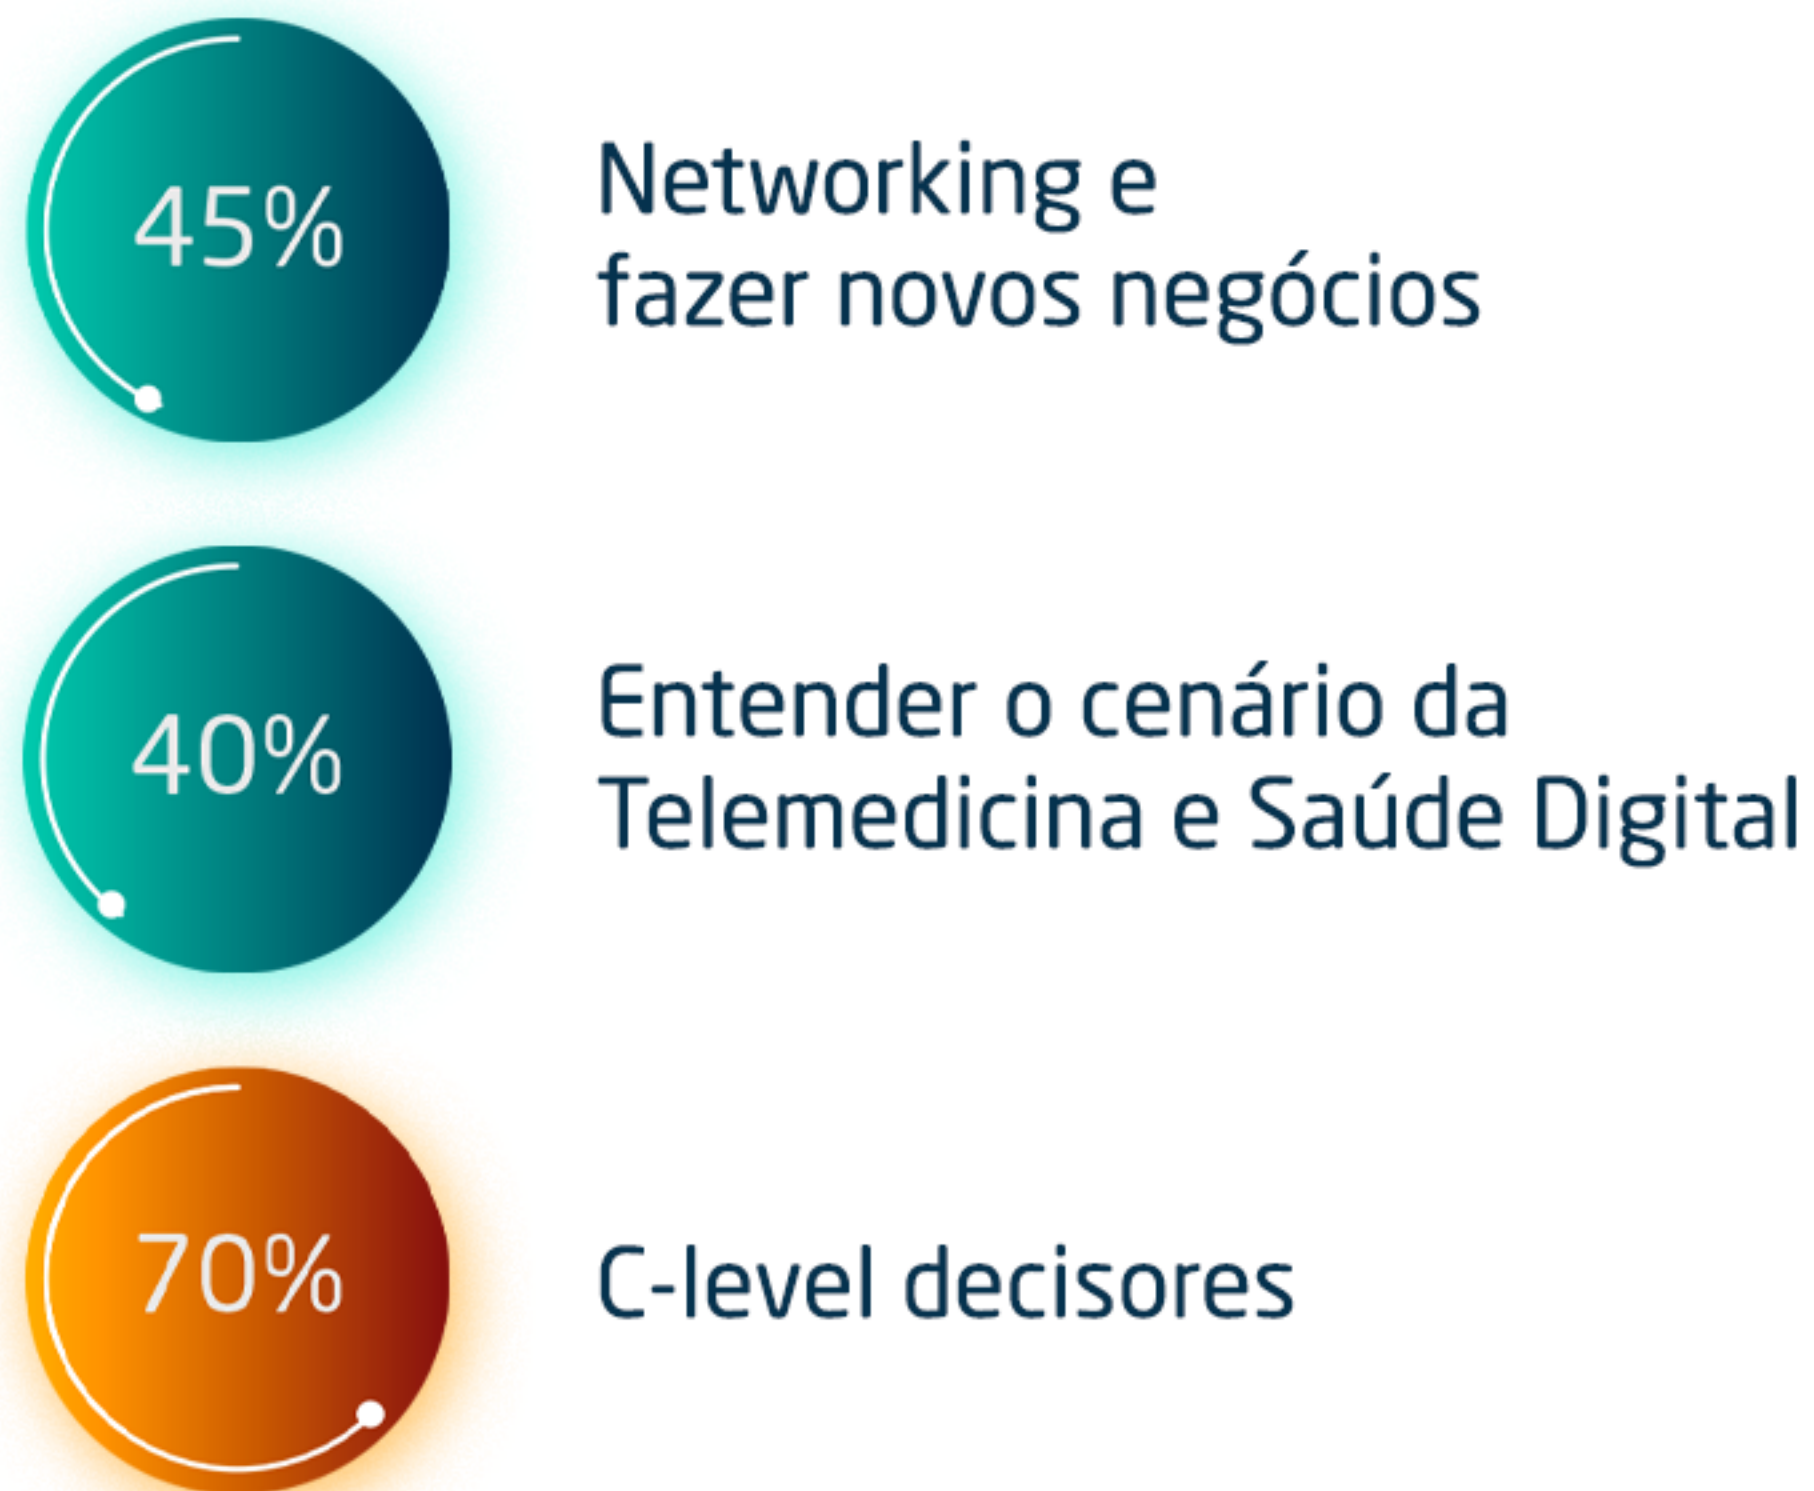 45%
Networking e
fazer novos negócios
40%
Entender o cenário da
Telemedicina e Saúde Digital
70%
C-level decisores